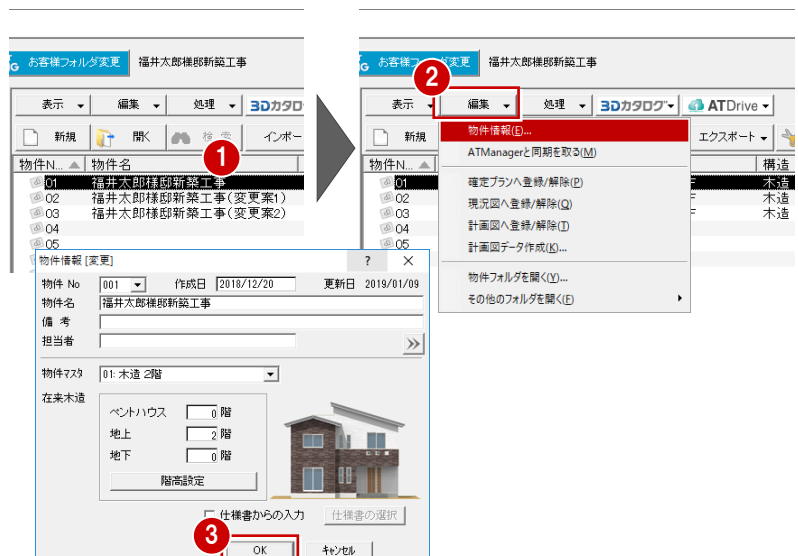 G お客様フォルダ変更 福井太郎様邸新築工事
表示 編集 処理 3Dカタロ
新規 開く 検索 インポー
1
物件N... 物件名
01 福井太郎様邸新築工事
02 福井太郎様邸新築工事(変更案1)
03 福井太郎様邸新築工事(変更案2)
04
05
G お客様フォルダ変更 福井太郎様邸新築工事
2
表示 編集 処理 3Dカタログ ATDrive
新規 エクスポート
物件N... 構造
01 木造
02 木造
03 木造
04
05
物件情報(E)...
ATManagerと同期を取る(M)
確定プランへ登録/解除(P)
現況図へ登録/解除(Q)
計画図へ登録/解除(T)
計画図データ作成(K)...
物件フォルダを開く(Y)...
その他のフォルダを開く(F)
物件情報 [変更] ? ×
物件 No 001 作成日 2018/12/20 更新日 2019/01/09
物件名 福井太郎様邸新築工事
備 考
担当者
物件マスタ 01: 木造 2階
在来木造
ペントハウス 0 階
地上 2 階
地下 0 階
階高設定
仕様書からの入力 仕様書の選択
3
OK キャンセル